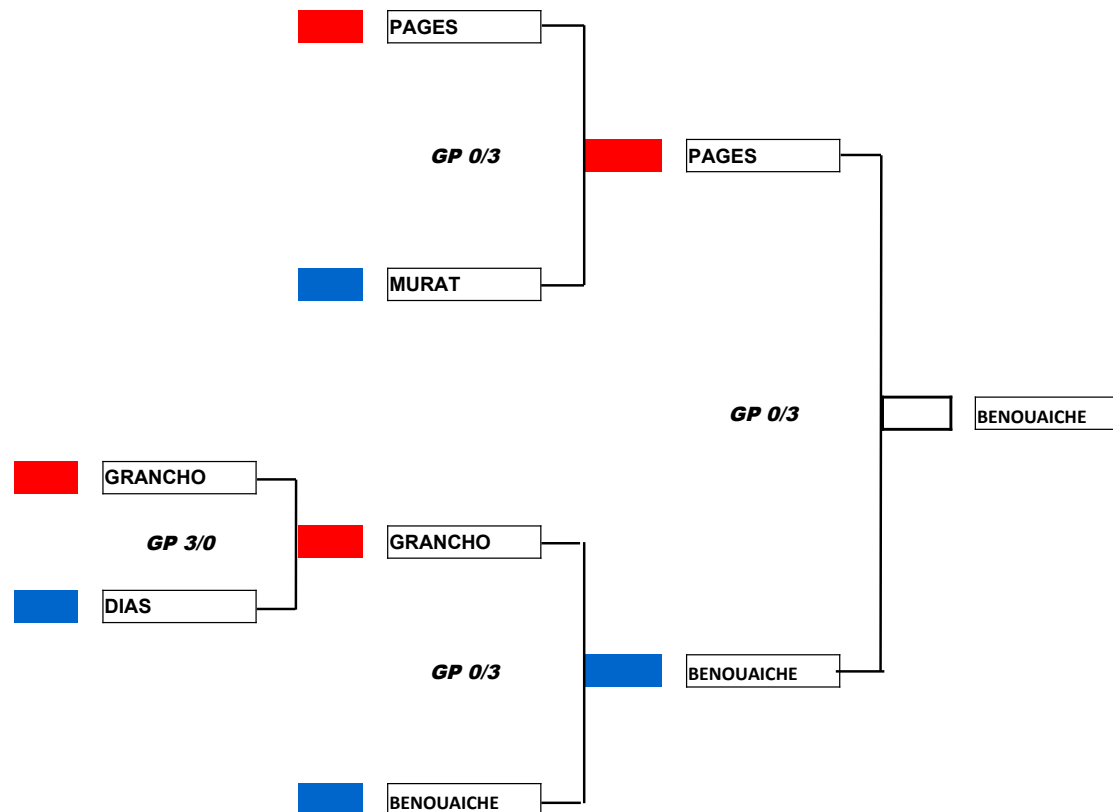 PAGES
GP 0/3
PAGES
MURAT
GP 0/3
BENOUAICHE
GRANCHO
GP 3/0
GRANCHO
DIAS
GP 0/3
BENOUAICHE
BENOUAICHE